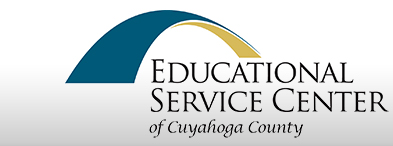 EDUCATIONAL
SERVICE CENTER
of Cuyahoga County